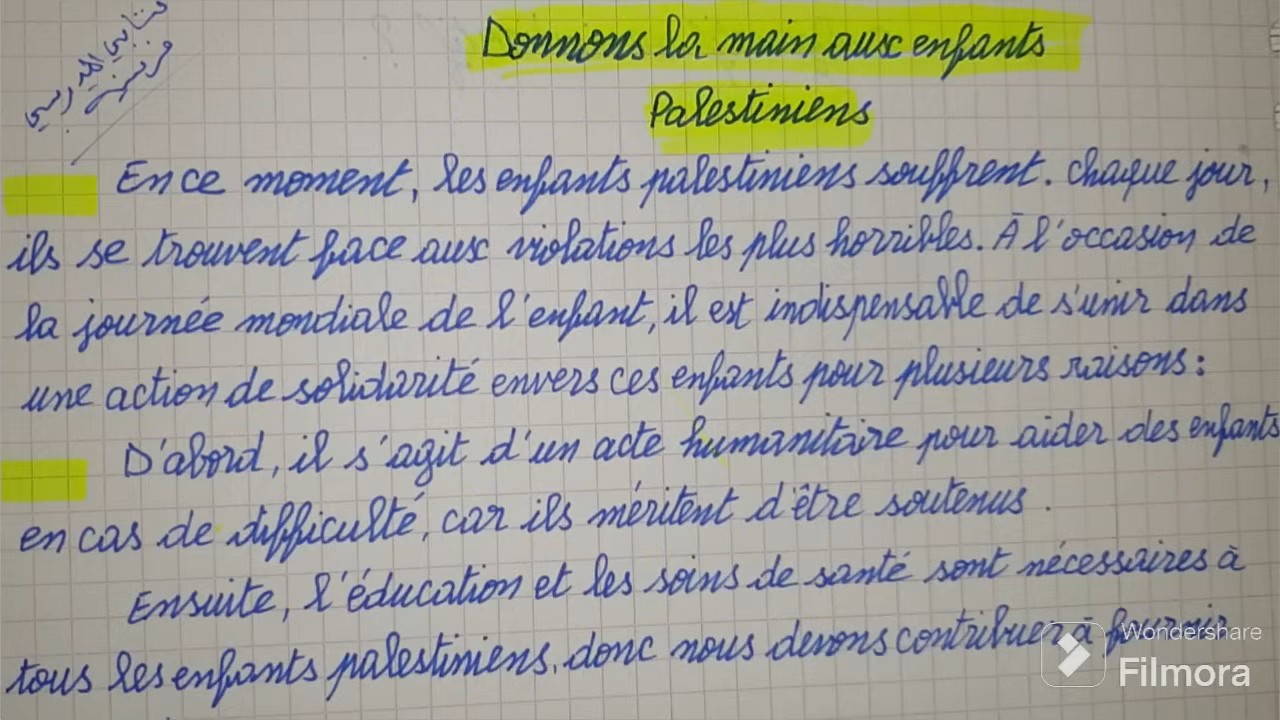 Donnons la main aux enfants
Palestiniens
En ce moment, les enfants palestiniens souffrent. chaque jour,
ils se trouvent face aux violations les plus horribles. À l'occasion de
la journée mondiale de l'enfant, il est indispensable de s'unir dans
une action de solidarité envers ces enfants pour plusieurs raisons:
D'abord, il s'agit d'un acte humanitaire pour aider des enfants
en cas de difficulté, car ils méritent d'être soutenus.
Ensuite, l'éducation et les soins de santé sont nécessaires à
tous les enfants palestiniens, donc nous devons contribuer à fournir
Wondershare
Filmora